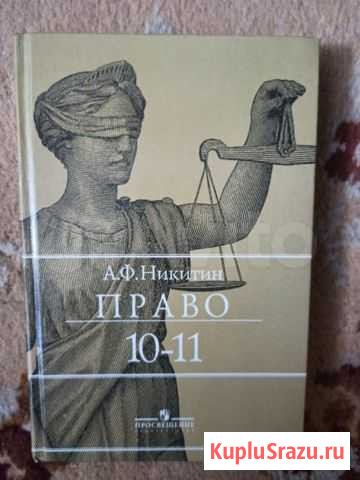 А.Ф.Никитин
ПРАВО
10-11
ПРОСВЕЩЕНИЕ
KupluSrazu.ru